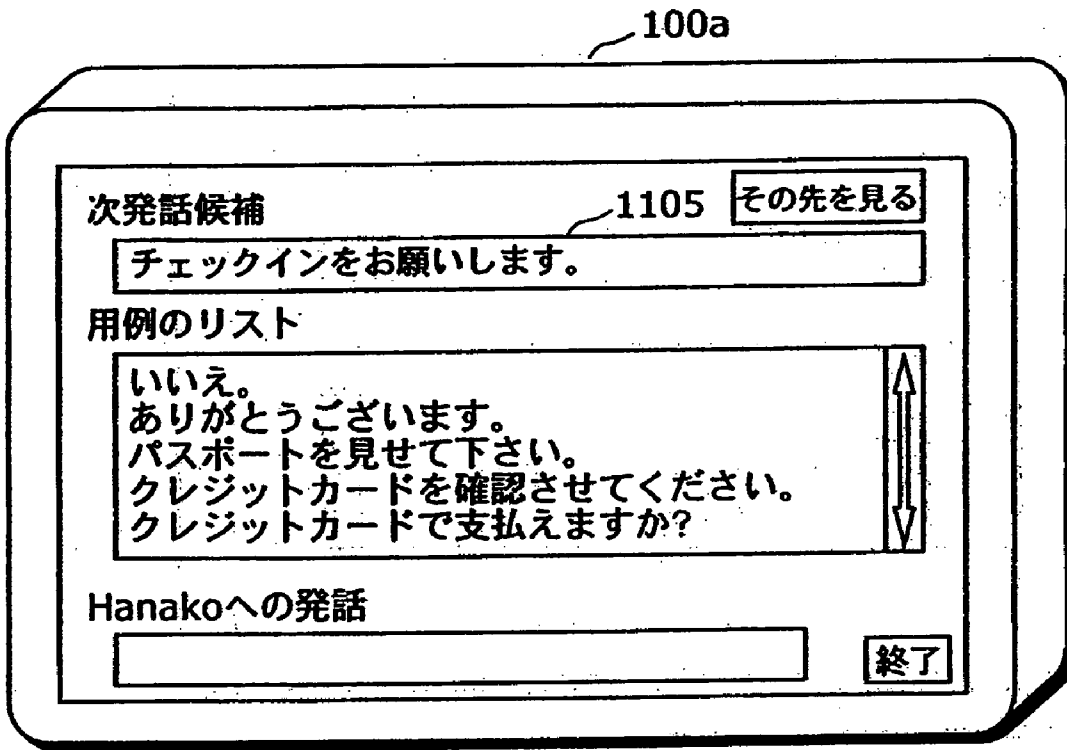 100a
次発話候補
1105
その先を見る
チェックインをお願いします。
用例のリスト
いいえ。
ありがとうございます。
パスポートを見せて下さい。
クレジットカードを確認させてください。
クレジットカードで支払えますか?
Hanakoへの発話
終了